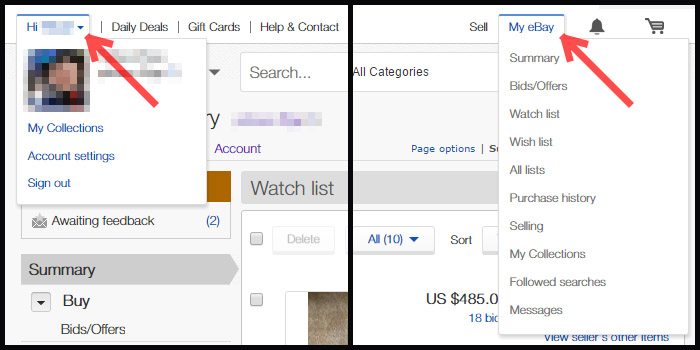 Hi
Daily Deals
Gift Cards
Help & Contact
My Collections
Account settings
Sign out
Search...
ry
Account
Watch list
Awaiting feedback (2)
Delete
Summary
Buy
Bids/Offers
Sell
My eBay
All Categories
Page options
All (10)
Sort
US $485.0
18 bi
View seller's other items
Summary
Bids/Offers
Watch list
Wish list
All lists
Purchase history
Selling
My Collections
Followed searches
Messages